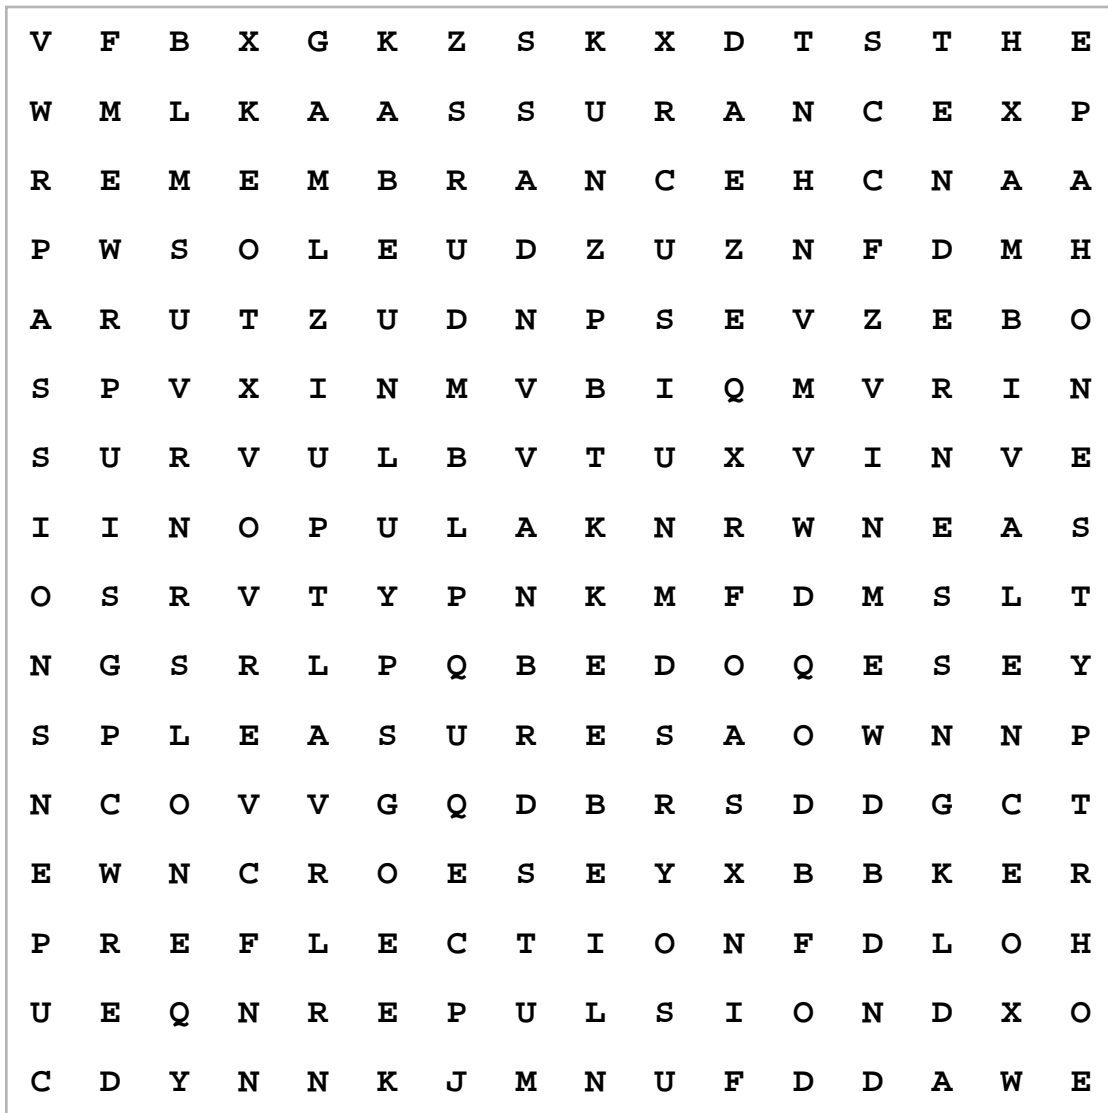 V F B X G K Z S K X D T S T H E
W M L K A A S S U R A N C E X P
R E M E M B R A N C E H C N A A
P W S O L E U D Z U Z N F D M H
A R U T Z U D N P S E V Z E B O
S P V X I N M V B I Q M V R I N
S U R V U L B V T U X V I N V E
I I N O P U L A K N R W N E A S
O S R V T Y P N K M F D M S L T
N G S R L P Q B E D O Q E S E Y
S P L E A S U R E S A O W N N P
N C O V V G Q D B R S D D G C T
E W N C R O E S E Y X B B K E R
P R E F L E C T I O N F D L O H
U E Q N R E P U L S I O N D X O
C D Y N N K J M N U F D D A W E